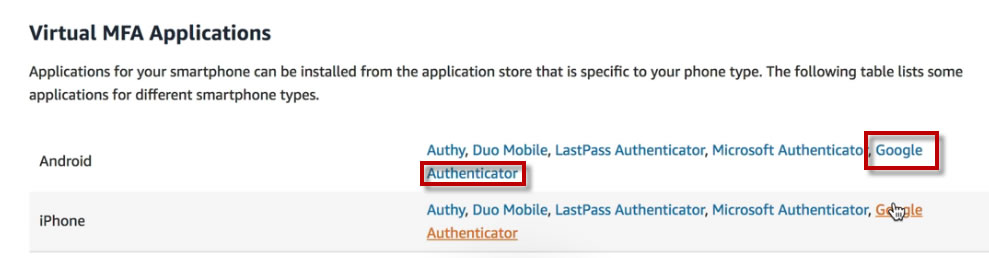 Virtual MFA Applications
Applications for your smartphone can be installed from the application store that is specific to your phone type. The following table lists some
applications for different smartphone types.
Android
Authy, Duo Mobile, LastPass Authenticator, Microsoft Authenticator, Google
Authenticator
iPhone
Authy, Duo Mobile, LastPass Authenticator, Microsoft Authenticator, Google
Authenticator